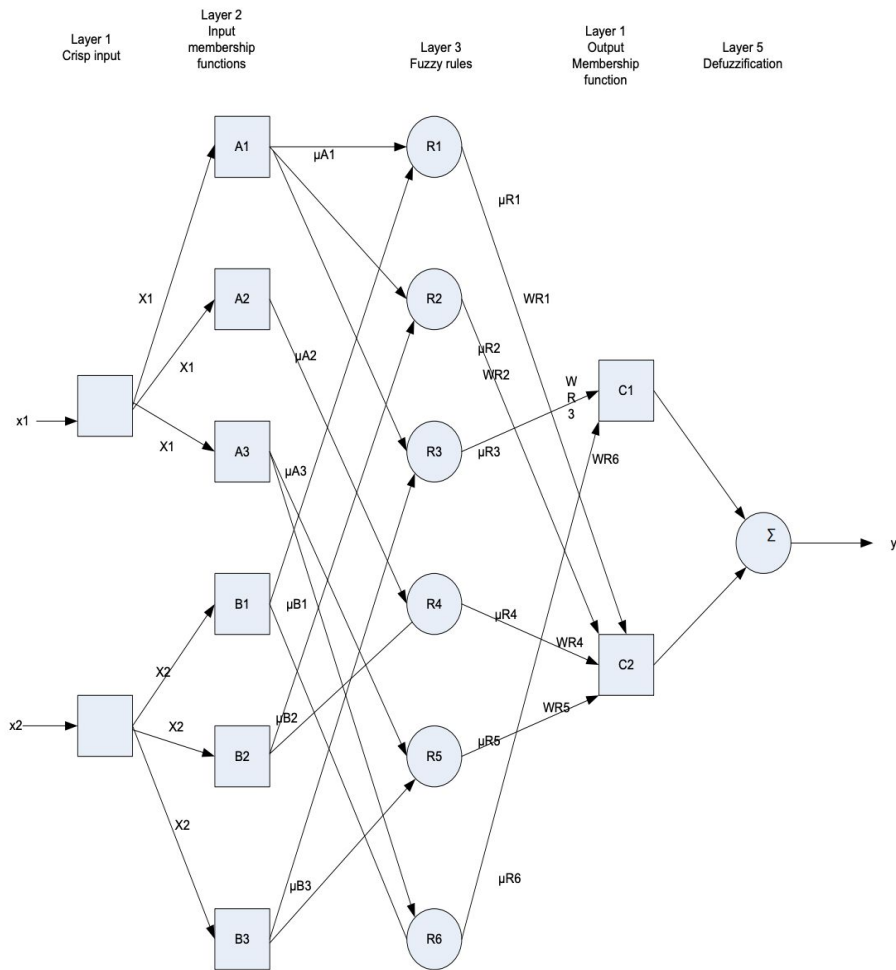 Layer 1
Crisp input
Layer 2
Input
membership
functions
Layer 3
Fuzzy rules
Layer 1
Output
Membership
function
Layer 5
Defuzzification
A1
µA1
R1
µR1
X1
A2
R2
WR1
µA2
µR2
WR2
X1
W
R
3
C1
x1
X1
A3
µA3
R3
µR3
WR6
Σ
y
B1
µB1
R4
µR4
WR4
C2
X2
x2
X2
B2
µB2
R5
µR5
WR5
X2
µB3
µR6
B3
R6